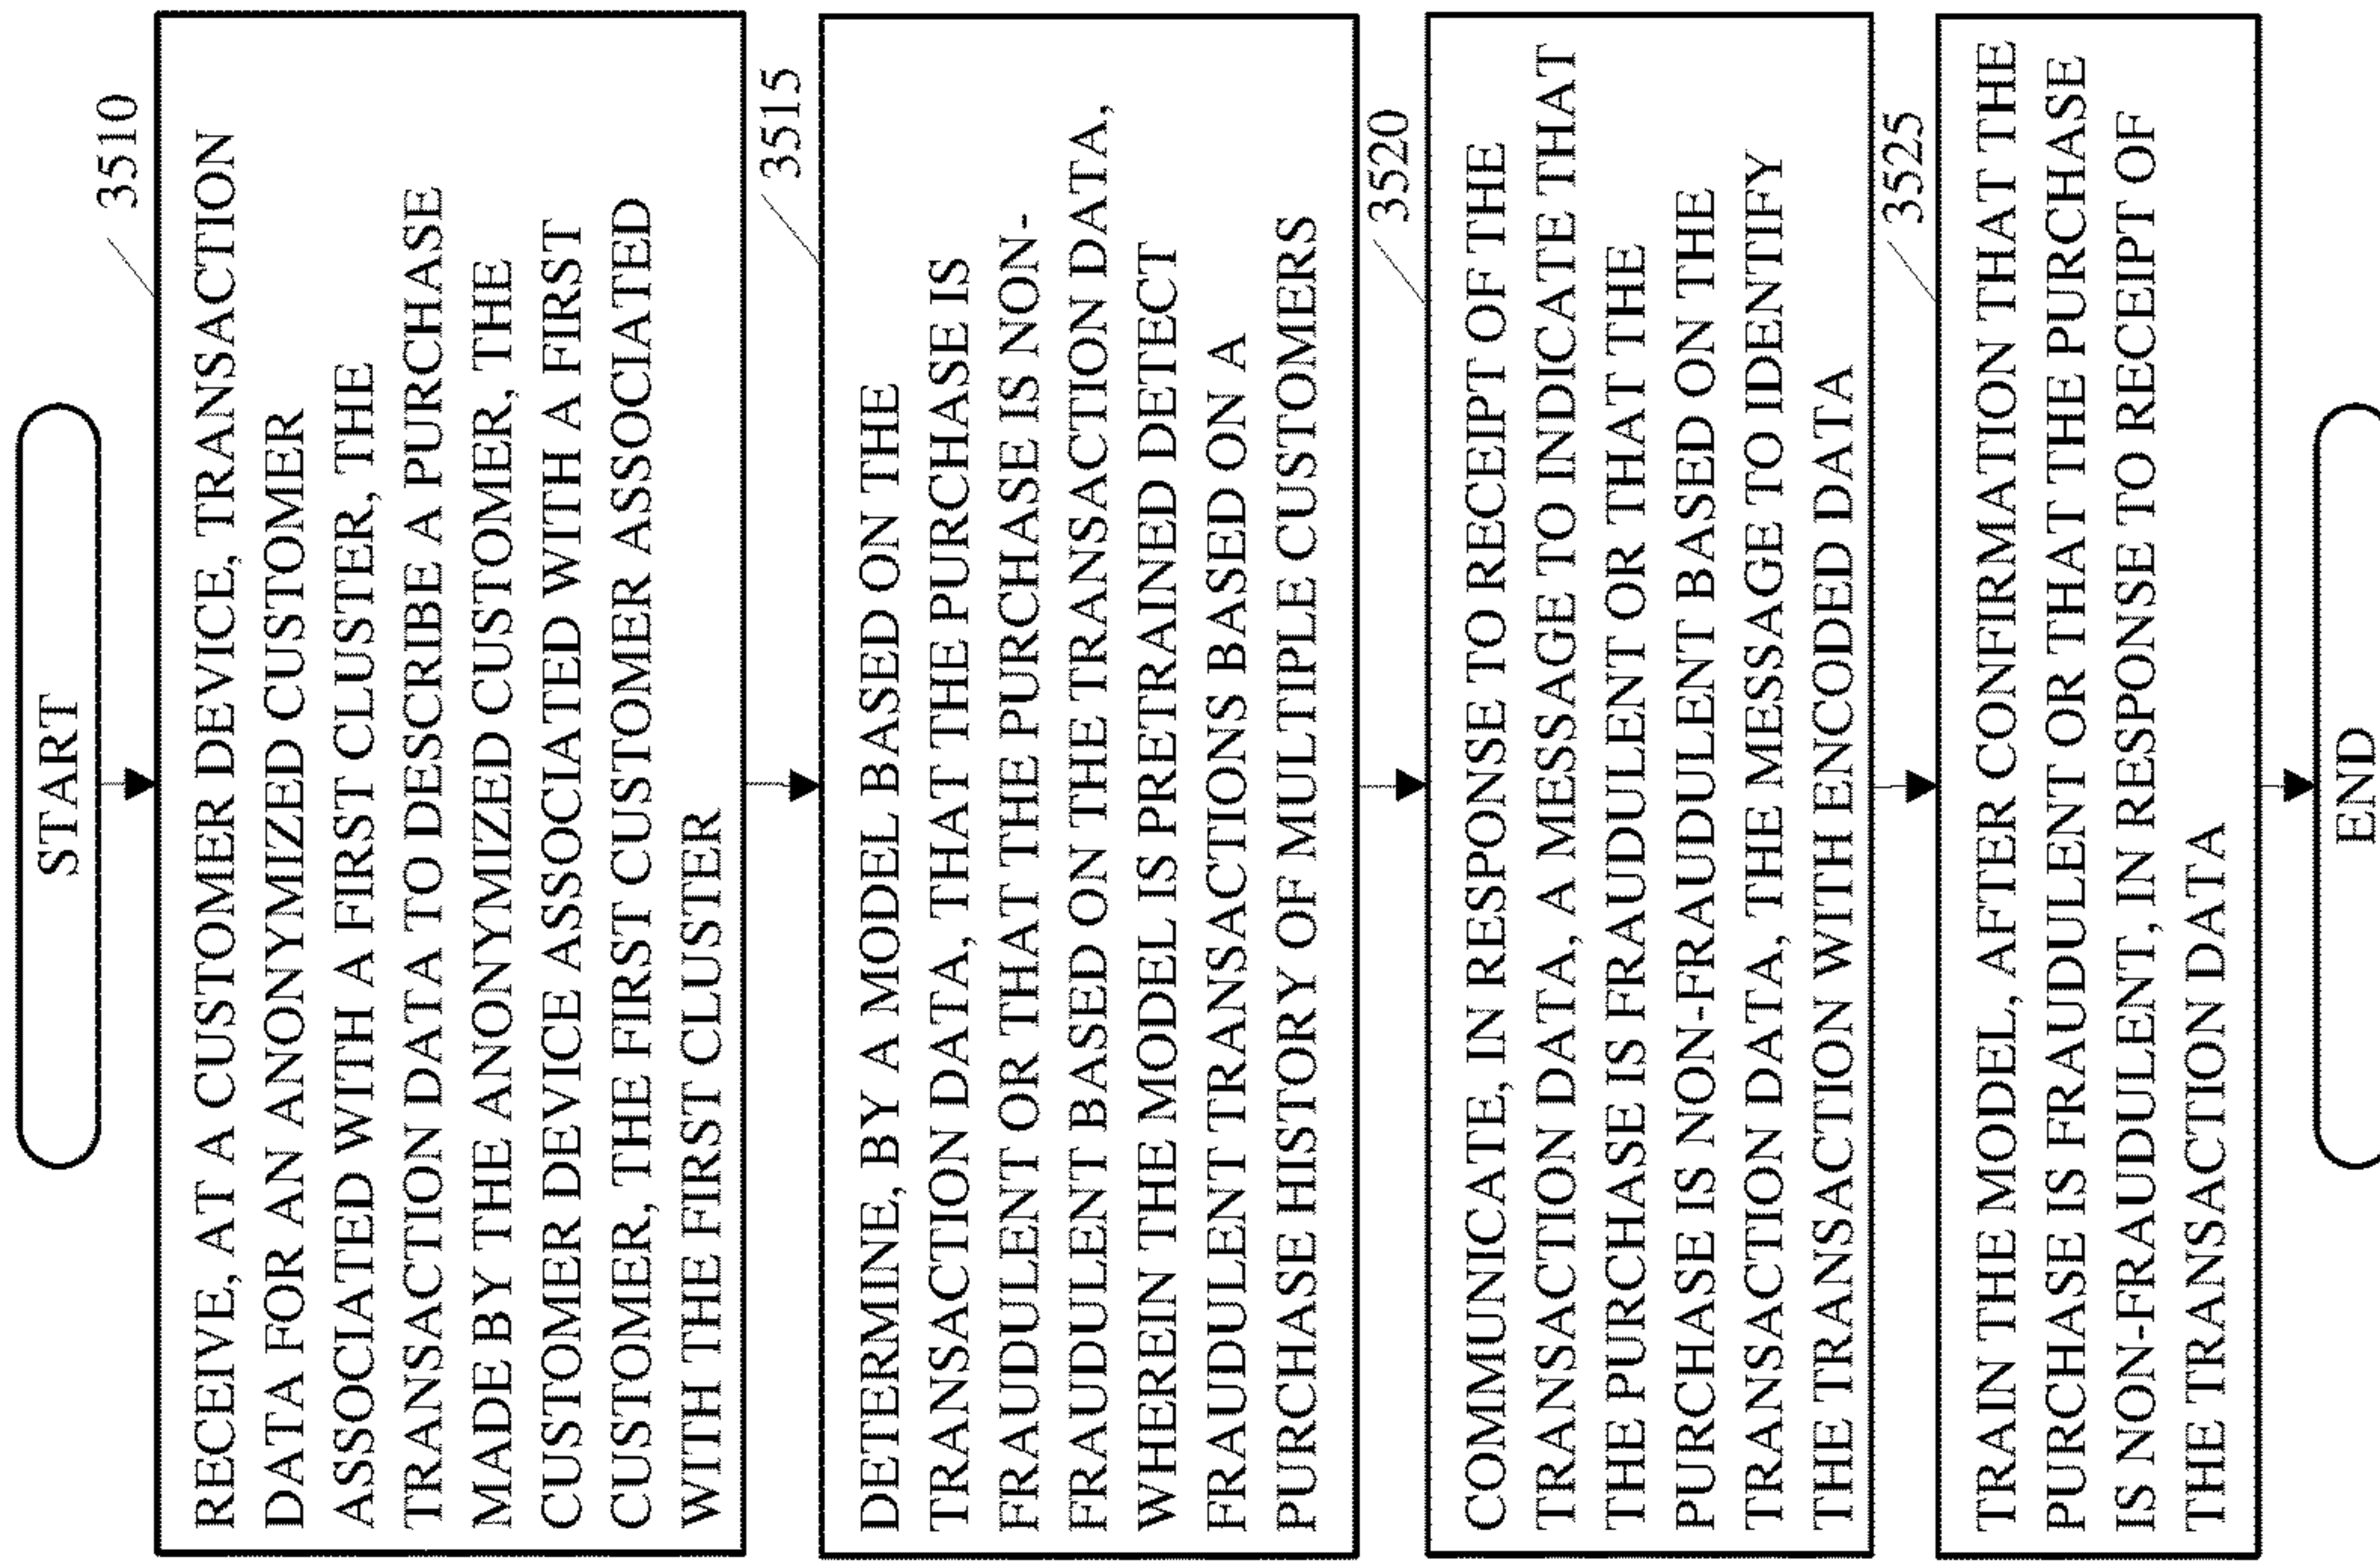 START
3510
RECEIVE, AT A CUSTOMER DEVICE, TRANSACTION
DATA FOR AN ANONYMIZED CUSTOMER
ASSOCIATED WITH A FIRST CLUSTER, THE
TRANSACTION DATA TO DESCRIBE A PURCHASE
MADE BY THE ANONYMIZED CUSTOMER, THE
CUSTOMER DEVICE ASSOCIATED WITH A FIRST
CUSTOMER, THE FIRST CUSTOMER ASSOCIATED
WITH THE FIRST CLUSTER
3515
DETERMINE, BY A MODEL BASED ON THE
TRANSACTION DATA, THAT THE PURCHASE IS
FRAUDULENT OR THAT THE PURCHASE IS NON-
FRAUDULENT BASED ON THE TRANSACTION DATA,
WHEREIN THE MODEL IS PRETRAINED DETECT
FRAUDULENT TRANSACTIONS BASED ON A
PURCHASE HISTORY OF MULTIPLE CUSTOMERS
3520
COMMUNICATE, IN RESPONSE TO RECEIPT OF THE
TRANSACTION DATA, A MESSAGE TO INDICATE THAT
THE PURCHASE IS FRAUDULENT OR THAT THE
PURCHASE IS NON-FRAUDULENT BASED ON THE
TRANSACTION DATA, THE MESSAGE TO IDENTIFY
THE TRANSACTION WITH ENCODED DATA
3525
TRAIN THE MODEL, AFTER CONFIRMATION THAT THE
PURCHASE IS FRAUDULENT OR THAT THE PURCHASE
IS NON-FRAUDULENT, IN RESPONSE TO RECEIPT OF
THE TRANSACTION DATA
END